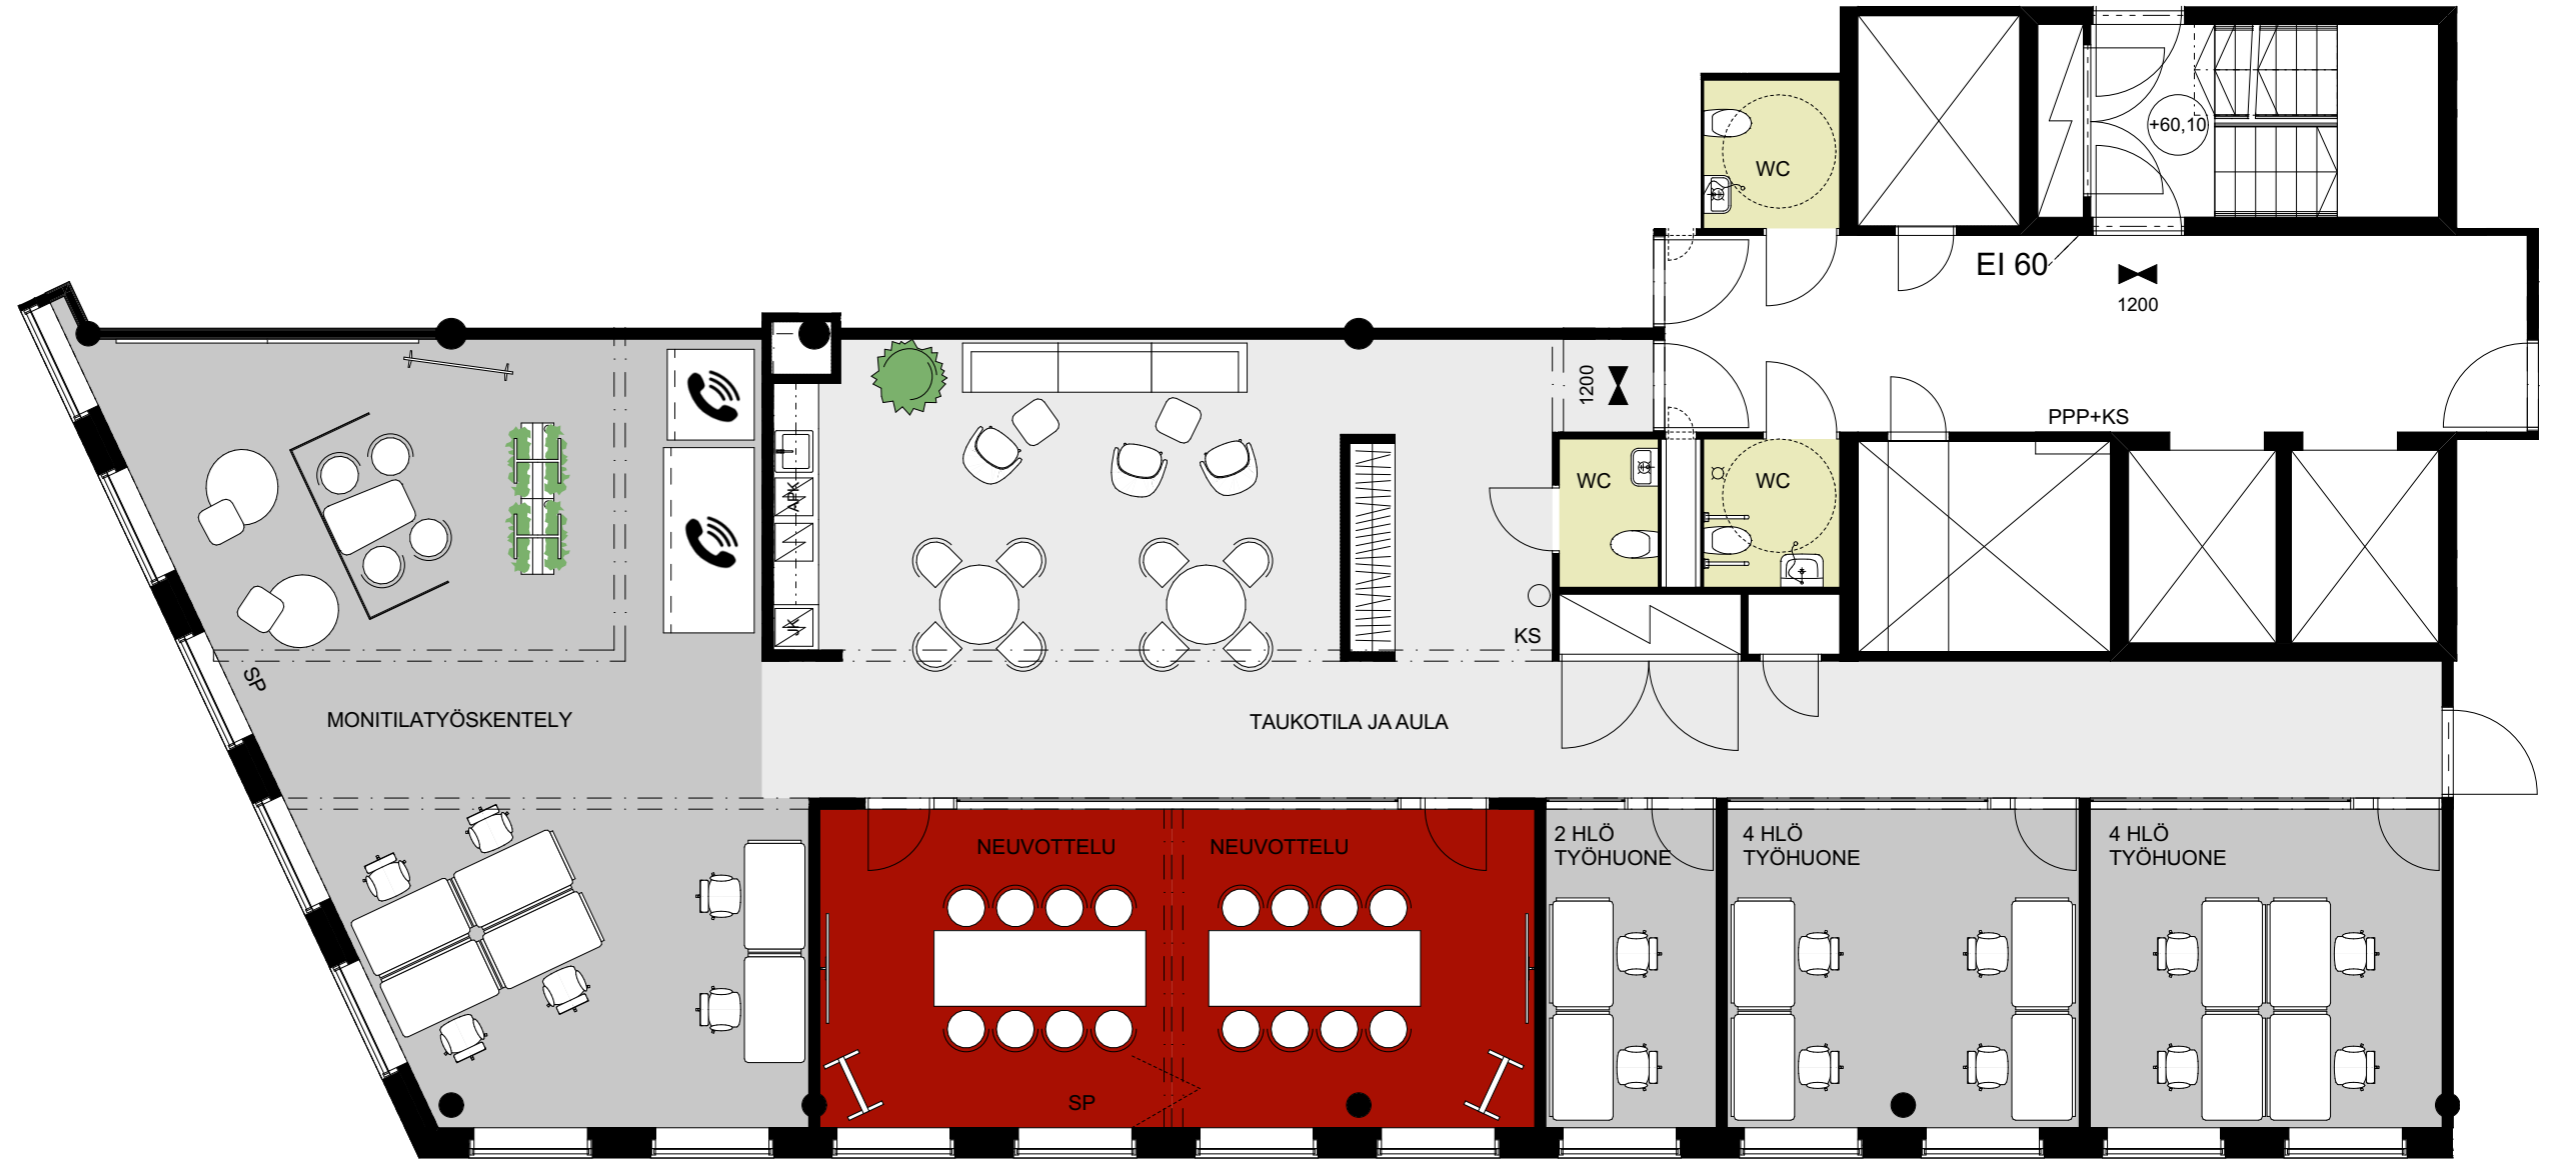 WC
+60,10
EI 60
1200
1200
PPP+KS
WC
WC
APK
JK
KS
SP
MONITILATYÖSKENTELY
TAUKOTILA JA AULA
NEUVOTTELU
NEUVOTTELU
2 HLÖ
TYÖHUONE
4 HLÖ
TYÖHUONE
4 HLÖ
TYÖHUONE
SP